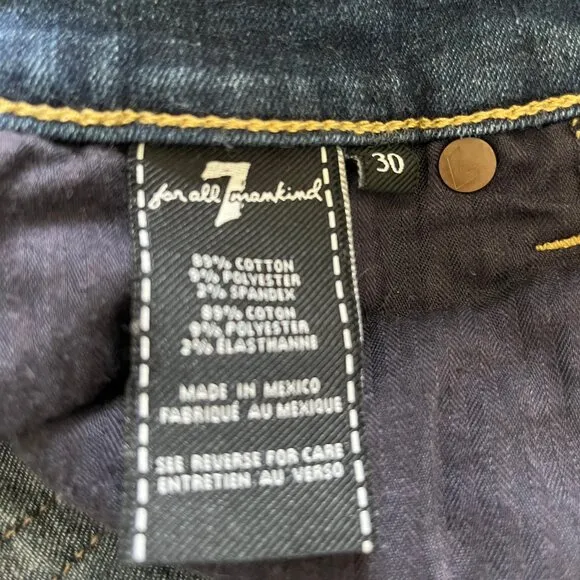 7
for all mankind
30
89% COTTON
9% POLYESTER
2% SPANDEX
89% COTON
9% POLYESTER
2% ELASTHANNE
MADE IN MEXICO
FABRIQUÉ AU MEXIQUE
SEE REVERSE FOR CARE
ENTRETIEN AU VERSO